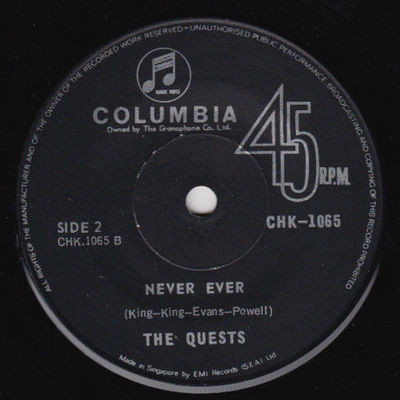 ALL RIGHTS OF THE MANUFACTURER AND OF THE OWNER OF THE RECORDED WORK RESERVED—UNAUTHORISED PUBLIC PERFORMANCE BROADCASTING AND COPYING OF THIS RECORD PROHIBITED
COLUMBIA
Owned by The Gramophone Co. Ltd.
45
R.P.M.
SIDE 2
CHK.1065 B
CHK-1065
NEVER EVER
(King—King—Evans—Powell)
THE QUESTS
Made in Singapore by EMI Records (S.E.A.) Ltd.